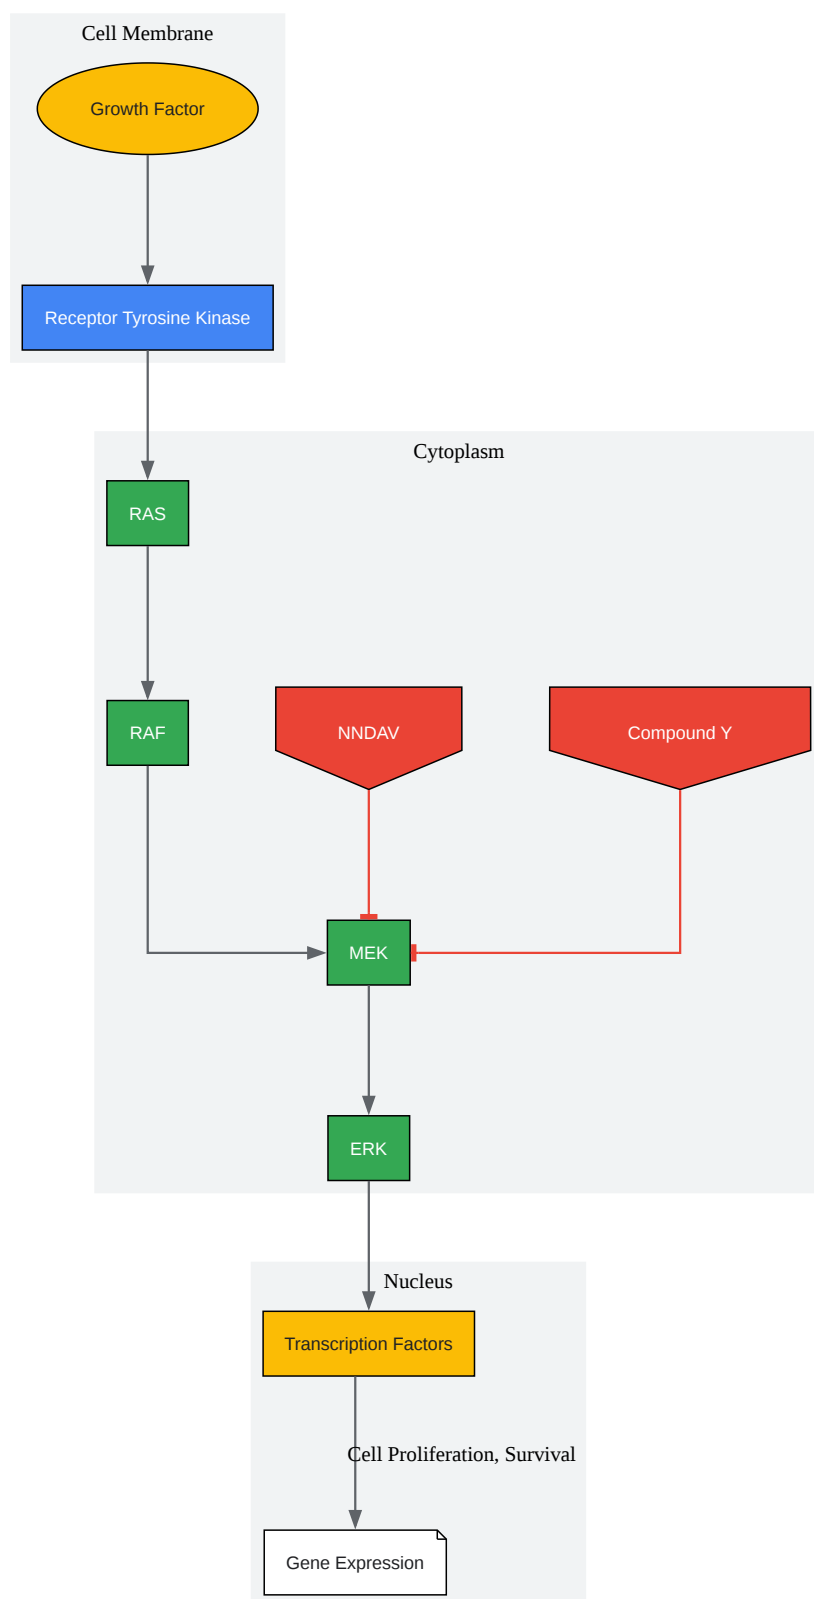 Cell Membrane
Growth Factor
Receptor Tyrosine Kinase
Cytoplasm
RAS
RAF
NNDAV
Compound Y
MEK
ERK
Nucleus
Transcription Factors
Cell Proliferation, Survival
Gene Expression